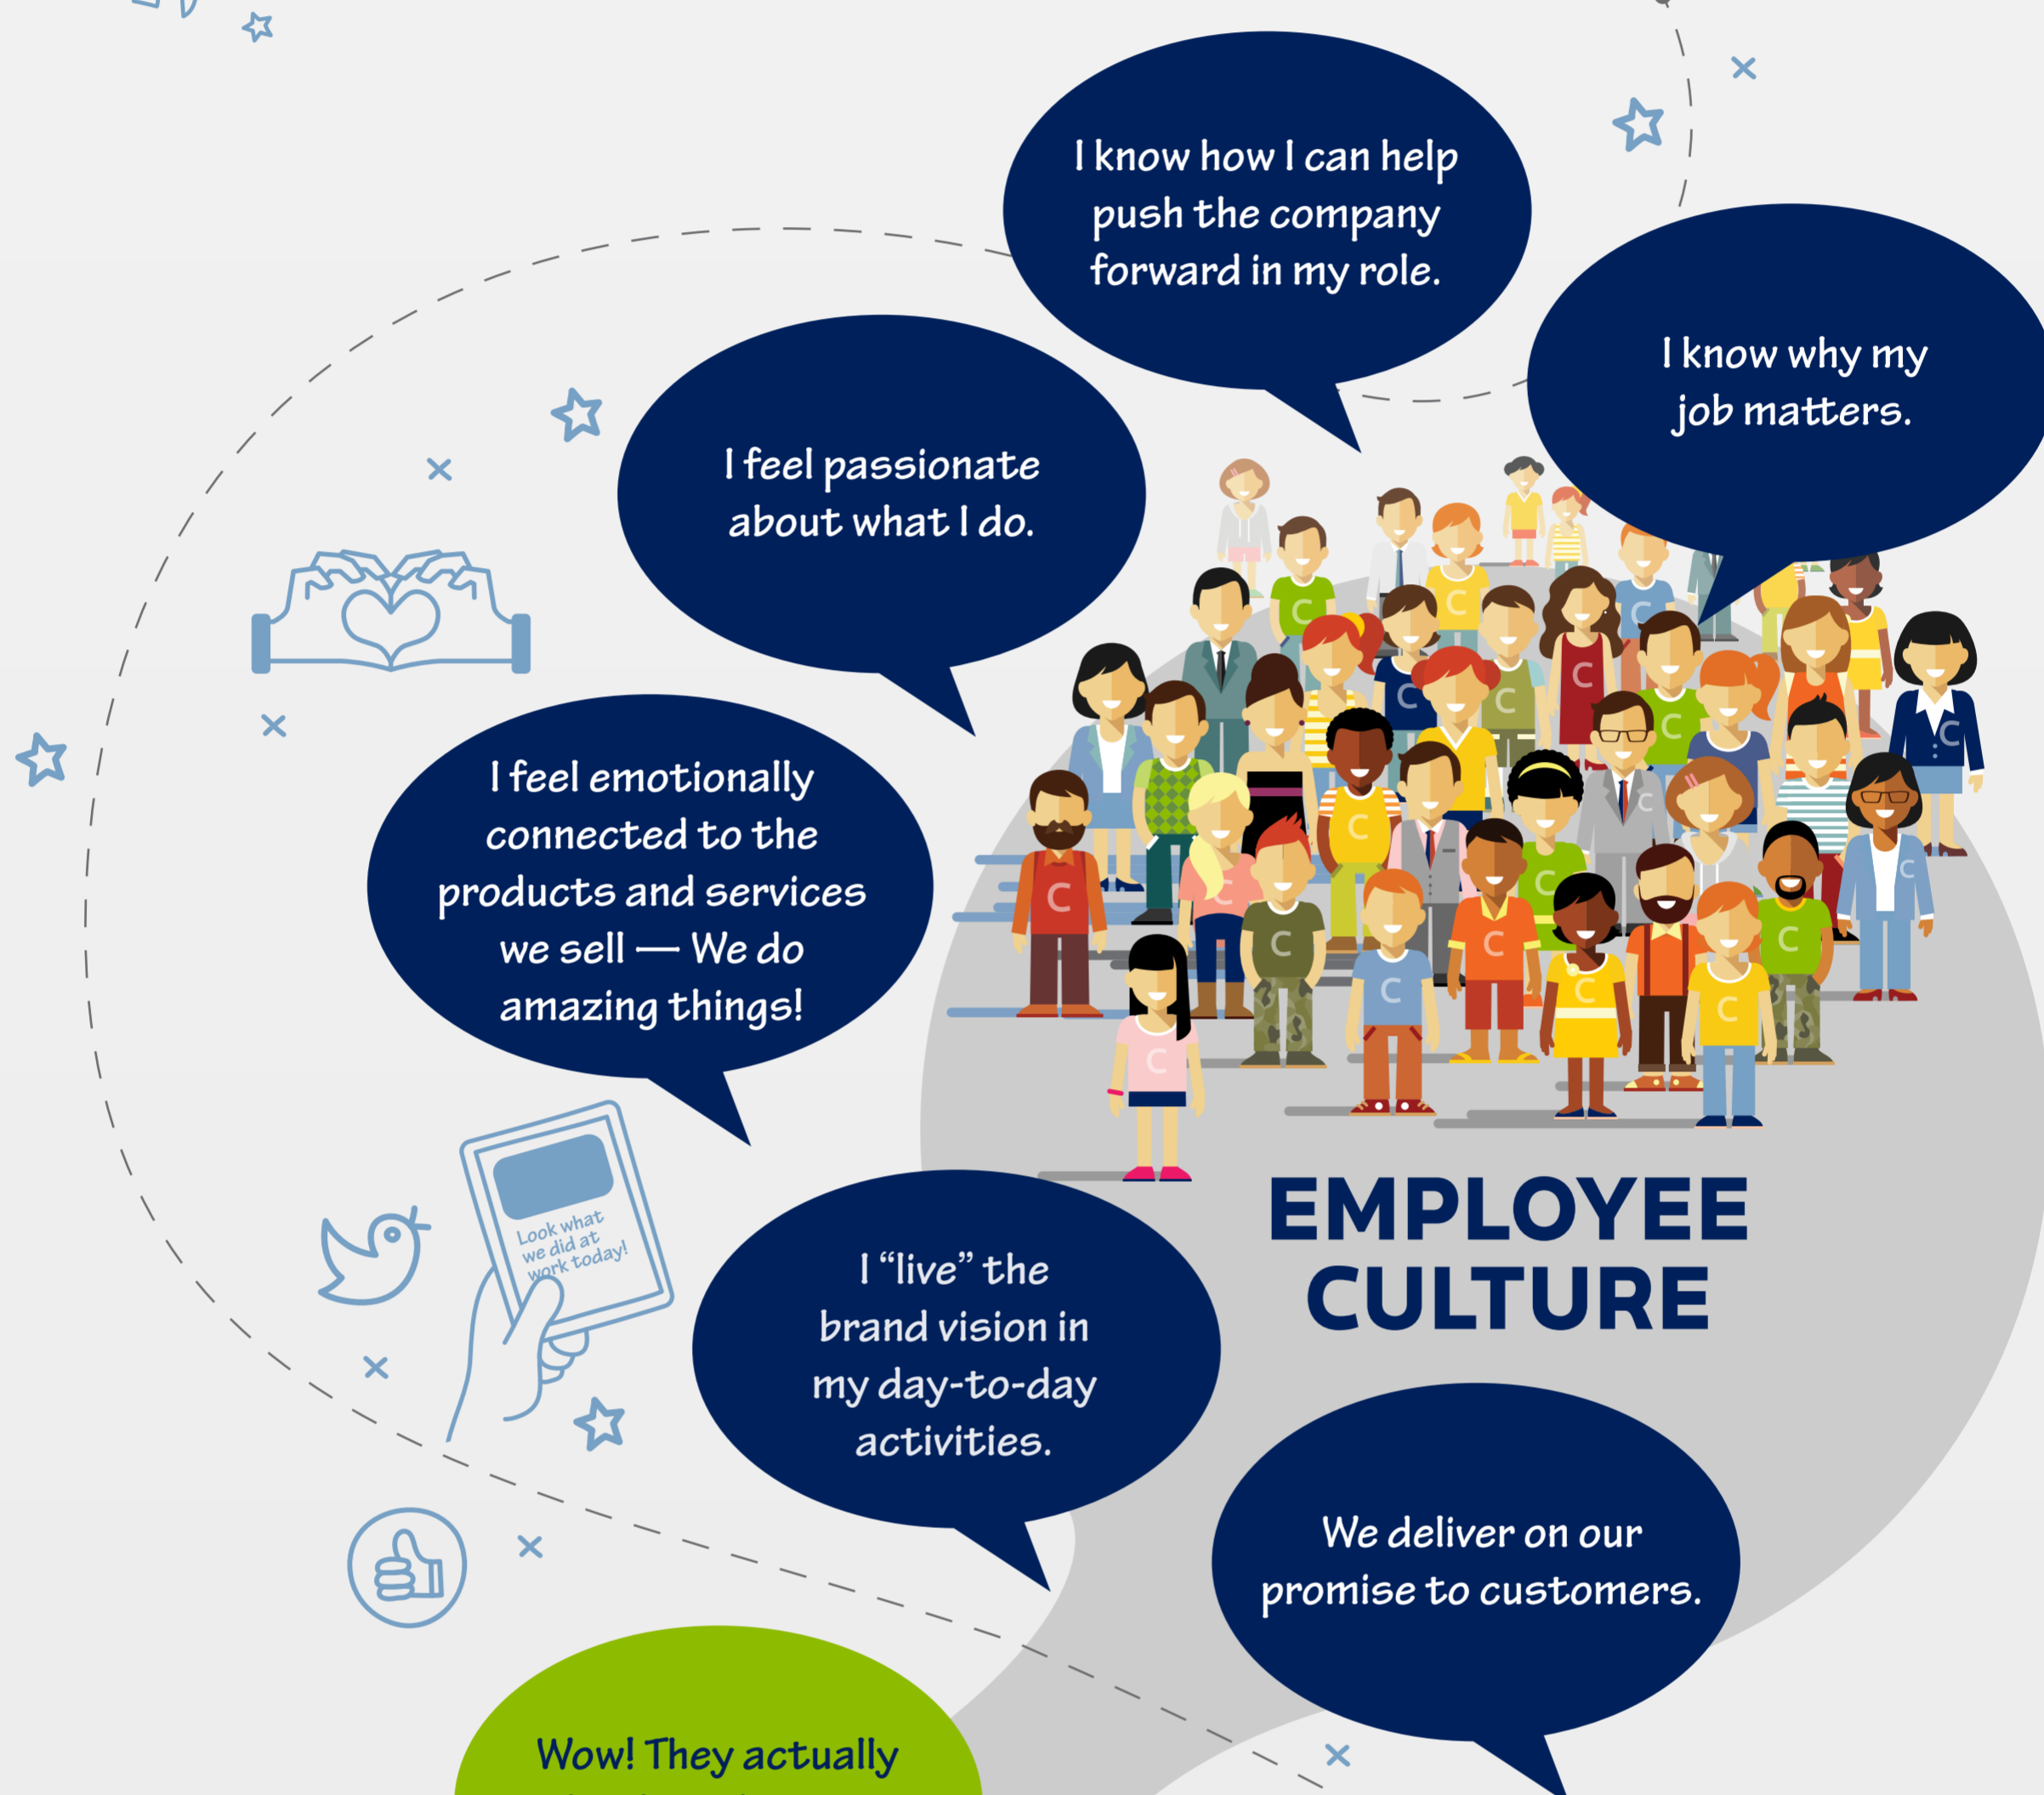 I know how I can help
push the company
forward in my role.
I know why my
job matters.
I feel passionate
about what I do.
I feel emotionally
connected to the
products and services
we sell — We do
amazing things!
Look what
we did at
work today!
EMPLOYEE
CULTURE
I “live” the
brand vision in
my day-to-day
activities.
We deliver on our
promise to customers.
Wow! They actually